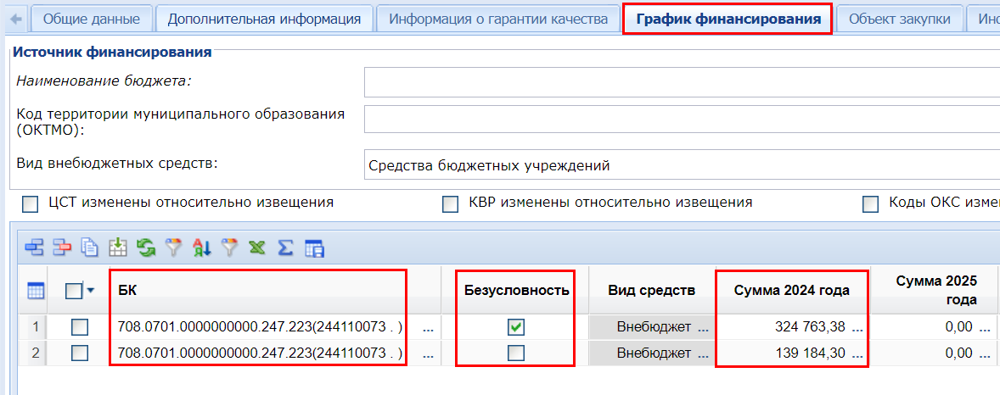 Общие данные Дополнительная информация Информация о гарантии качества График финансирования Объект закупки
Источник финансирования
Наименование бюджета:
Код территории муниципального образования
(ОКТМО):
Вид внебюджетных средств: Средства бюджетных учреждений
ЦСТ изменены относительно извещения КВР изменены относительно извещения Коды ОКС
БК Безусловность Вид средств Сумма 2024 года Сумма 2025
года
1 708.0701.0000000000.247.223(244110073 . ) ... Внебюджет ... 324 763,38 ... 0,00 ...
2 708.0701.0000000000.247.223(244110073 . ) ... Внебюджет ... 139 184,30 ... 0,00 ...